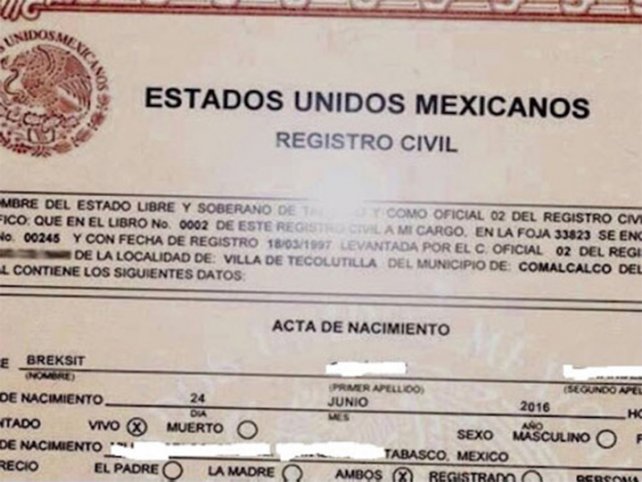 UNIDOS MEXICANOS
ESTADOS UNIDOS MEXICANOS
REGISTRO CIVIL
OMBRE DEL ESTADO LIBRE Y SOBERANO DE Y COMO OFICIAL 02 DEL REGISTRO CIV
FICO: QUE EN EL LIBRO No. 0002 DE ESTE REGISTRO CIVIL A MI CARGO, EN LA FOJA 33823 SE ENC
No. 00245 Y CON FECHA DE REGISTRO 18/03/1997 LEVANTADA POR EL C. OFICIAL 02 DEL REGI
DE LA LOCALIDAD DE: VILLA DE TECOLUTILLA DEL MUNICIPIO DE: COMALCALCO DEL
AL CONTIENE LOS SIGUIENTES DATOS:
ACTA DE NACIMIENTO
E BREKSIT
(NOMBRE) (PRIMER APELLIDO) (SEGUNDO APEL
DE NACIMIENTO 24 JUNIO 2016 HO
DIA MES AÑO
NTADO VIVO X MUERTO SEXO MASCULINO F
DE NACIMIENTO TABASCO, MEXICO
RECIO EL PADRE LA MADRE AMBOS X REGISTRADO PERSONA